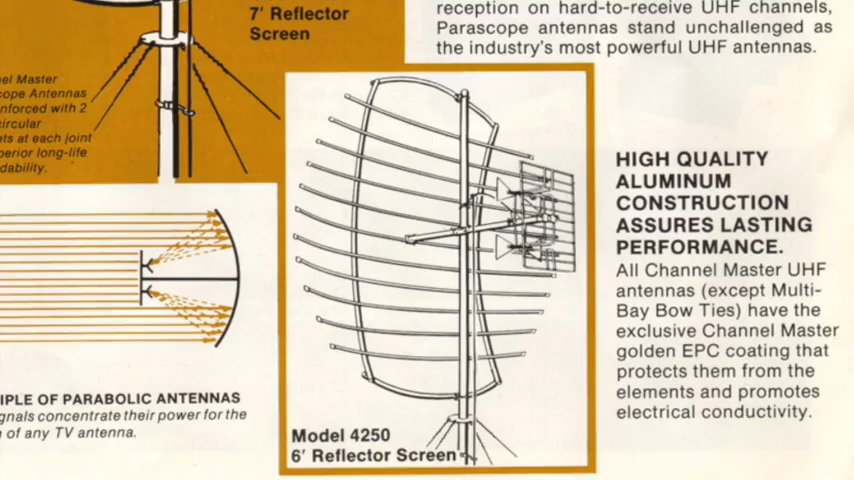 7′ Reflector
Screen
reception on hard-to-receive UHF channels,
Parascope antennas stand unchallenged as
the industry's most powerful UHF antennas.
nel Master
cope Antennas
nforced with 2
circular
ets at each joint
perior long-life
dability.
HIGH QUALITY
ALUMINUM
CONSTRUCTION
ASSURES LASTING
PERFORMANCE.
All Channel Master UHF
antennas (except Multi-
Bay Bow Ties) have the
exclusive Channel Master
golden EPC coating that
protects them from the
elements and promotes
electrical conductivity.
IPLE OF PARABOLIC ANTENNAS
gnals concentrate their power for the
of any TV antenna.
Model 4250
6′ Reflector Screen